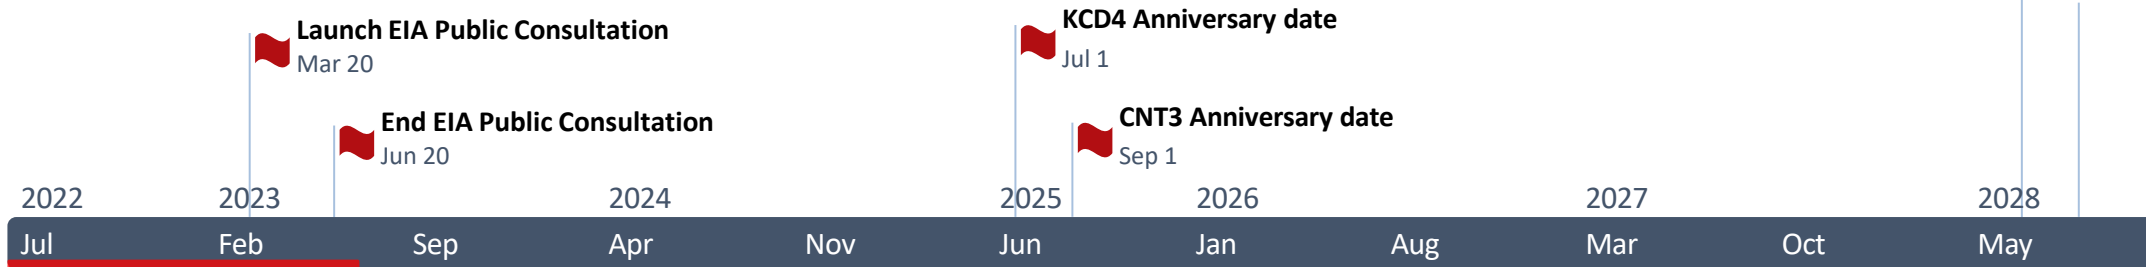 Launch EIA Public Consultation
Mar 20
KCD4 Anniversary date
Jul 1
End EIA Public Consultation
Jun 20
CNT3 Anniversary date
Sep 1
2022 2023 2024 2025 2026 2027 2028
Jul Feb Sep Apr Nov Jun Jan Aug Mar Oct May